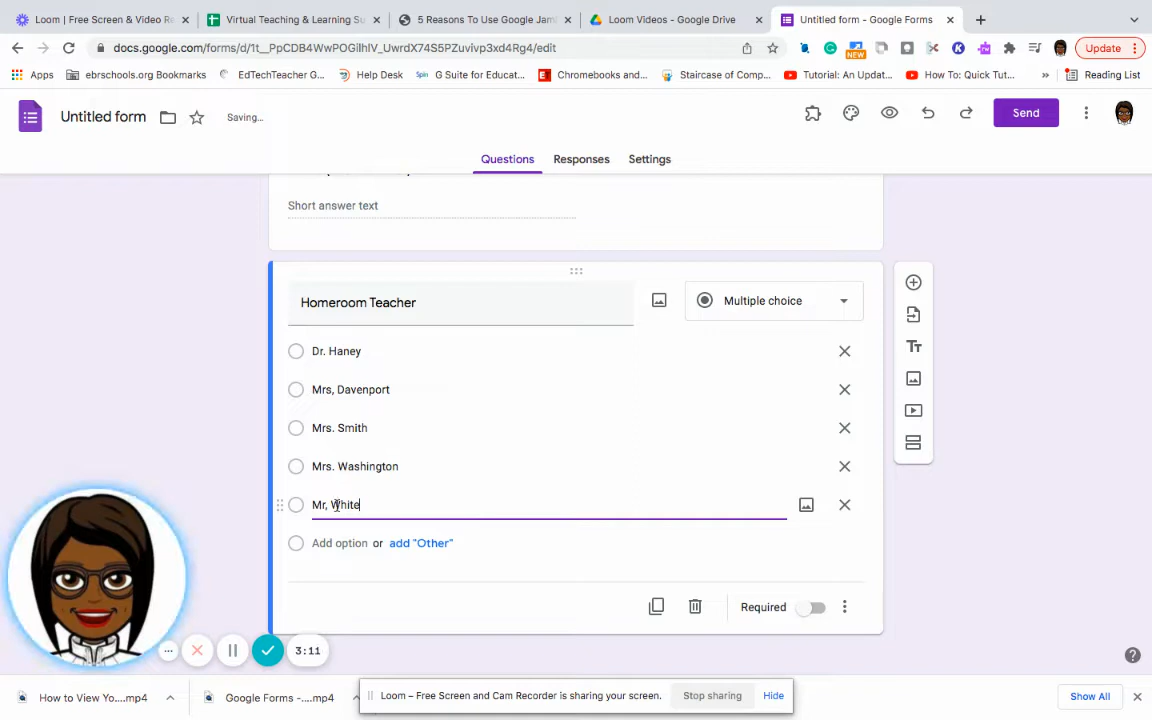 Loom | Free Screen & Video Re
Virtual Teaching & Learning Su
5 Reasons To Use Google Jam
Loom Videos - Google Drive
Untitled form - Google Forms
docs.google.com/forms/d/1t__PpCDB4WwPOGilhIV_UwrdX74S5PZuvivp3xd4Rg4/edit
NEW
Update
Apps
ebrschools.org Bookmarks
EdTechTeacher G...
Help Desk
G Suite for Educat...
Chromebooks and...
Staircase of Comp...
Tutorial: An Updat...
How To: Quick Tut...
»
Reading List
Untitled form
Saving...
Send
Questions
Responses
Settings
Short answer text
Homeroom Teacher
Multiple choice
Dr. Haney
Mrs, Davenport
Mrs. Smith
Mrs. Washington
Mr, White
Add option or add "Other"
Required
3:11
How to View Yo....mp4
Google Forms -....mp4
Loom – Free Screen and Cam Recorder is sharing your screen.
Stop sharing
Hide
Show All